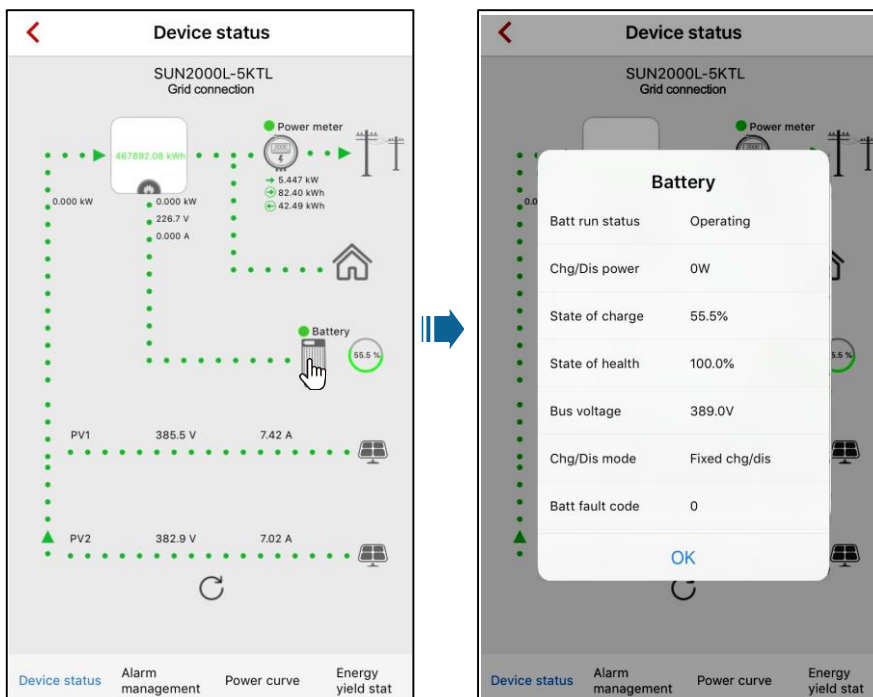 Device status
SUN2000L-5KTL
Grid connection
Power meter
467892.08 kWh
5.447 kW
82.40 kWh
42.49 kWh
0.000 kW
0.000 kW
226.7 V
0.000 A
Battery
55.5 %
PV1 385.5 V 7.42 A
PV2 382.9 V 7.02 A
Device status
Alarm management
Power curve
Energy yield stat
Device status
SUN2000L-5KTL
Grid connection
Power meter
0.0
Battery
Batt run status Operating
Chg/Dis power 0W
State of charge 55.5%
State of health 100.0%
Bus voltage 389.0V
Chg/Dis mode Fixed chg/dis
Batt fault code 0
OK
5.5 %
Device status
Alarm management
Power curve
Energy yield stat